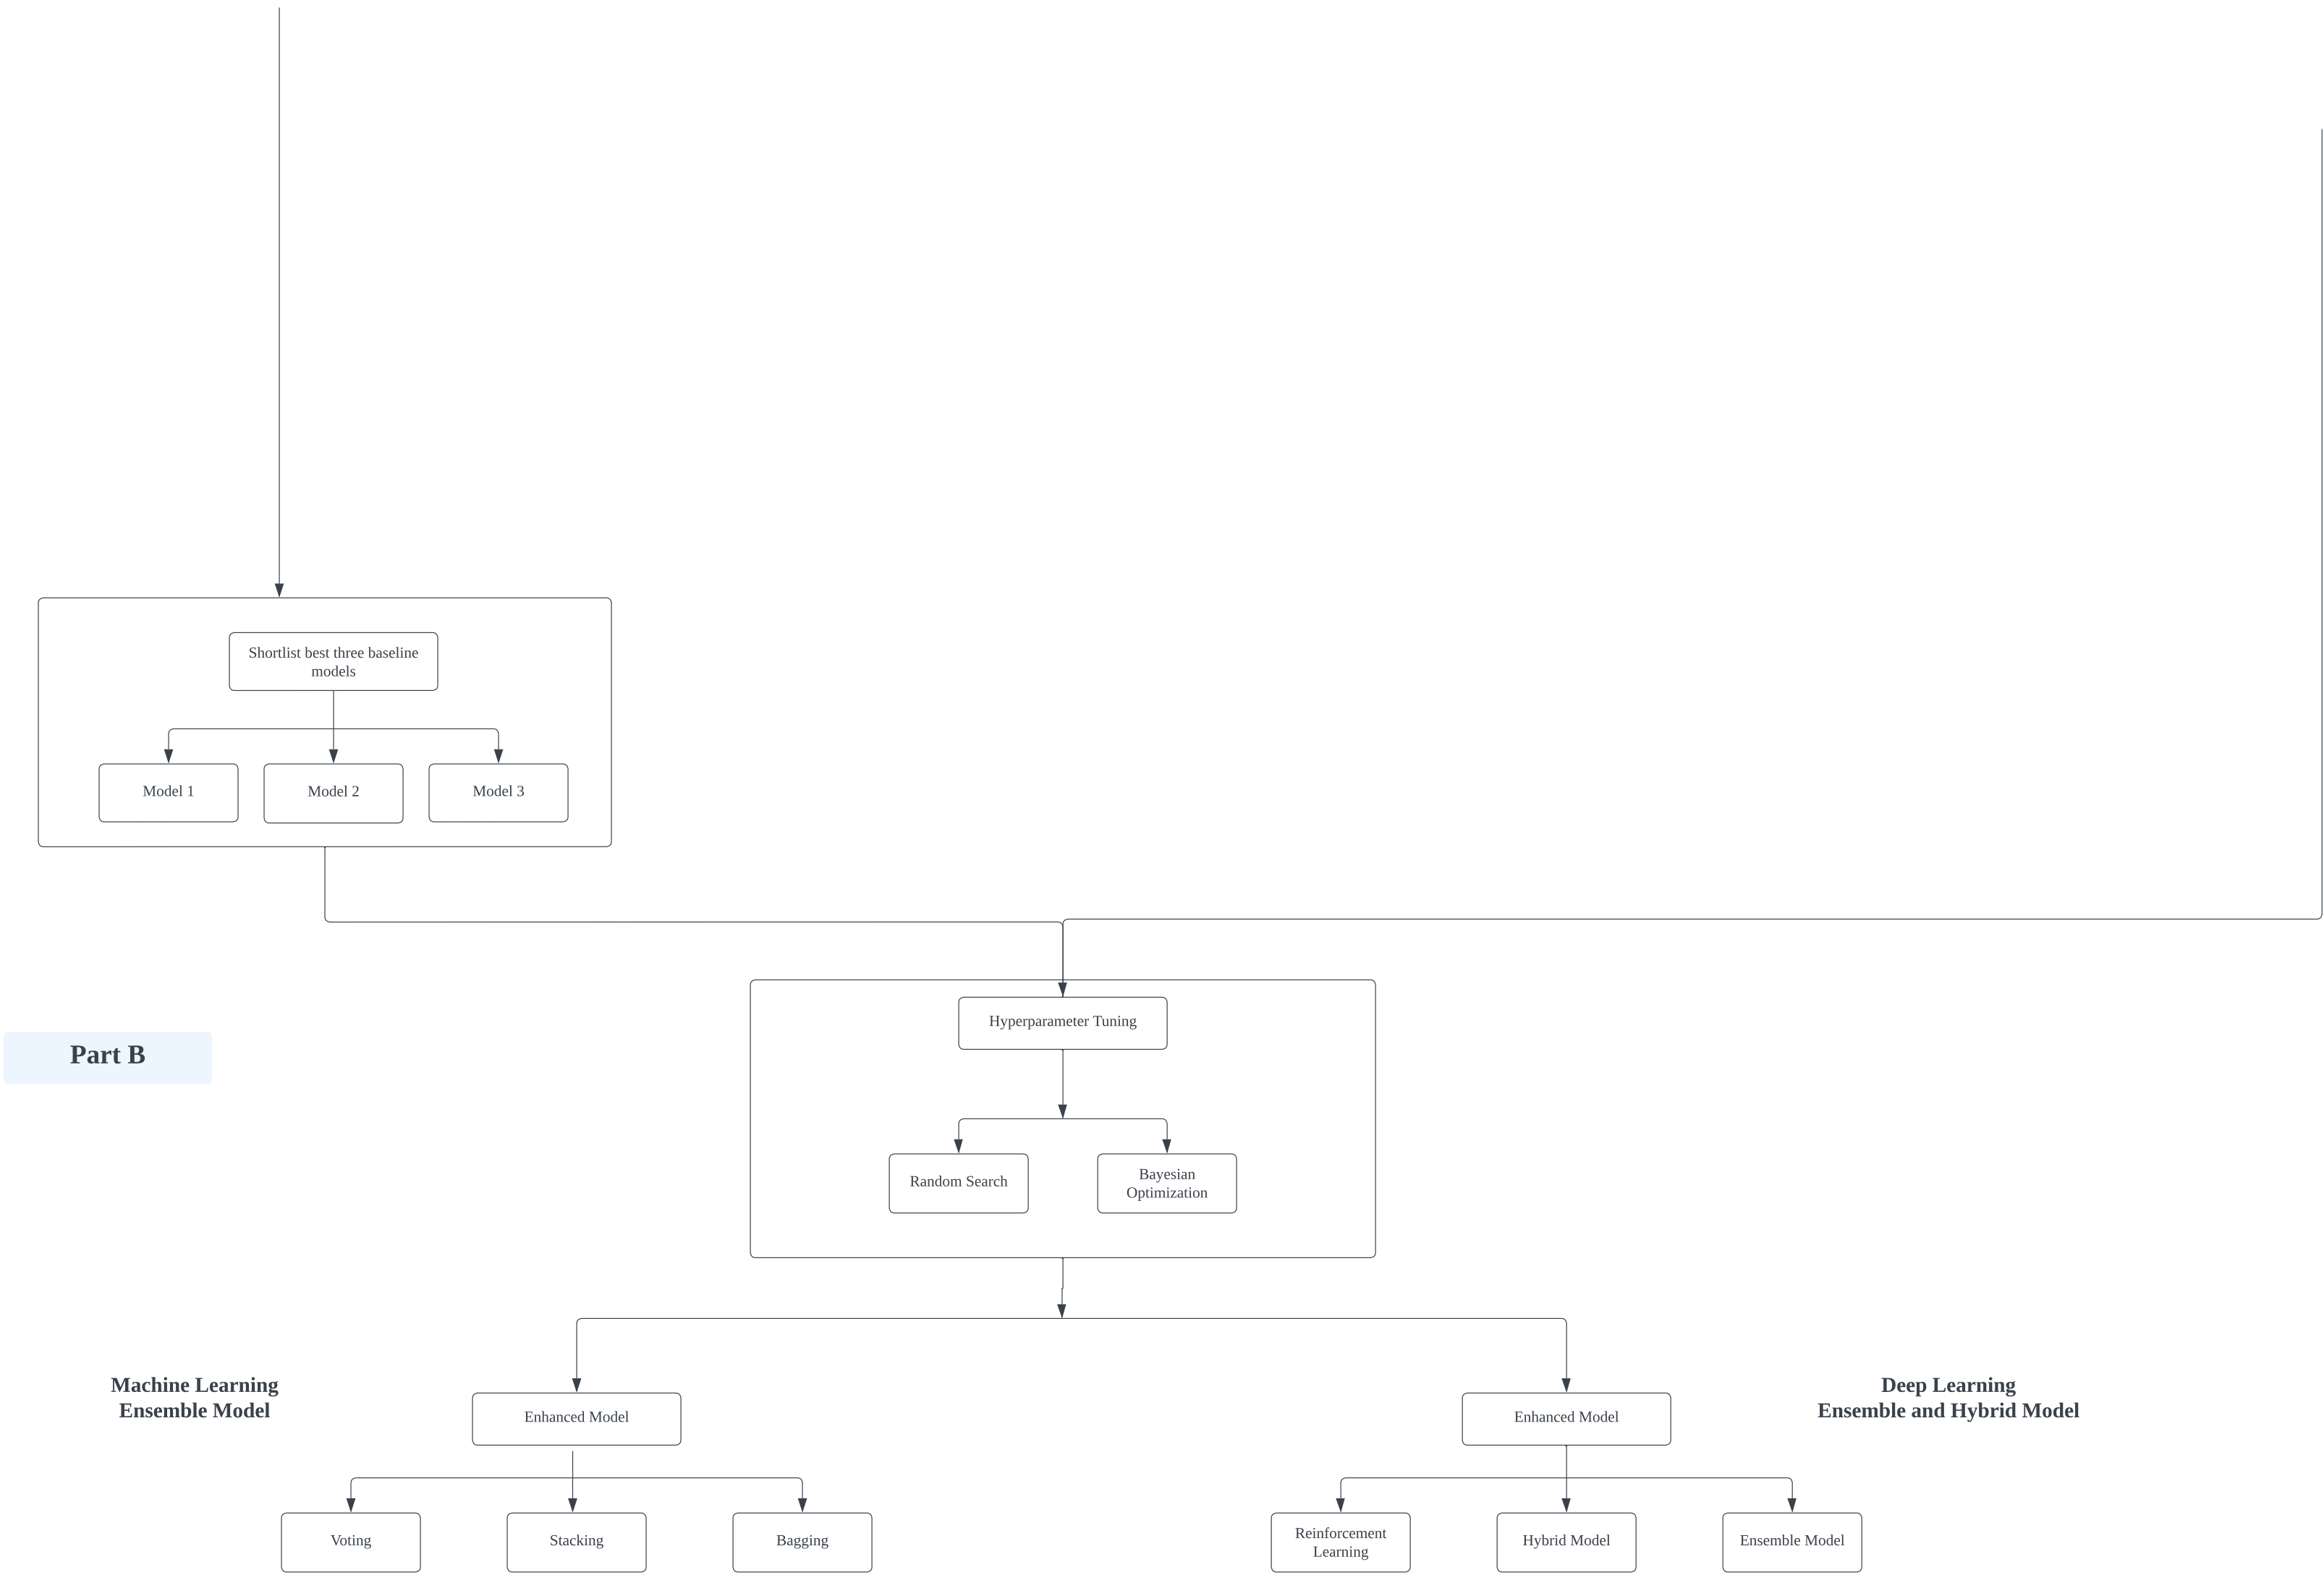 Shortlist best three baseline
models
Model 1
Model 2
Model 3
Hyperparameter Tuning
Part B
Random Search
Bayesian
Optimization
Machine Learning
Ensemble Model
Enhanced Model
Enhanced Model
Deep Learning
Ensemble and Hybrid Model
Voting
Stacking
Bagging
Reinforcement
Learning
Hybrid Model
Ensemble Model